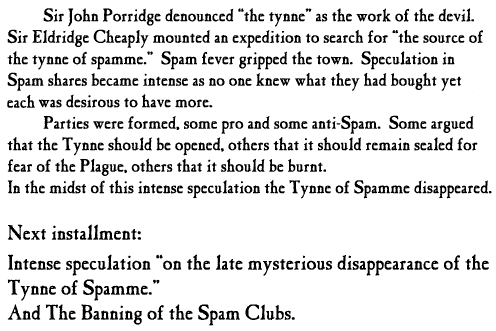 Sir John Porridge denounced "the tynne" as the work of the devil.
Sir Eldridge Cheaply mounted an expedition to search for "the source of
the tynne of spamme." Spam fever gripped the town. Speculation in
Spam shares became intense as no one knew what they had bought yet
each was desirous to have more.
Parties were formed, some pro and some anti-Spam. Some argued
that the Tynne should be opened, others that it should remain sealed for
fear of the Plague, others that it should be burnt.
In the midst of this intense speculation the Tynne of Spamme disappeared.
Next installment:
Intense speculation "on the late mysterious disappearance of the
Tynne of Spamme."
And The Banning of the Spam Clubs.